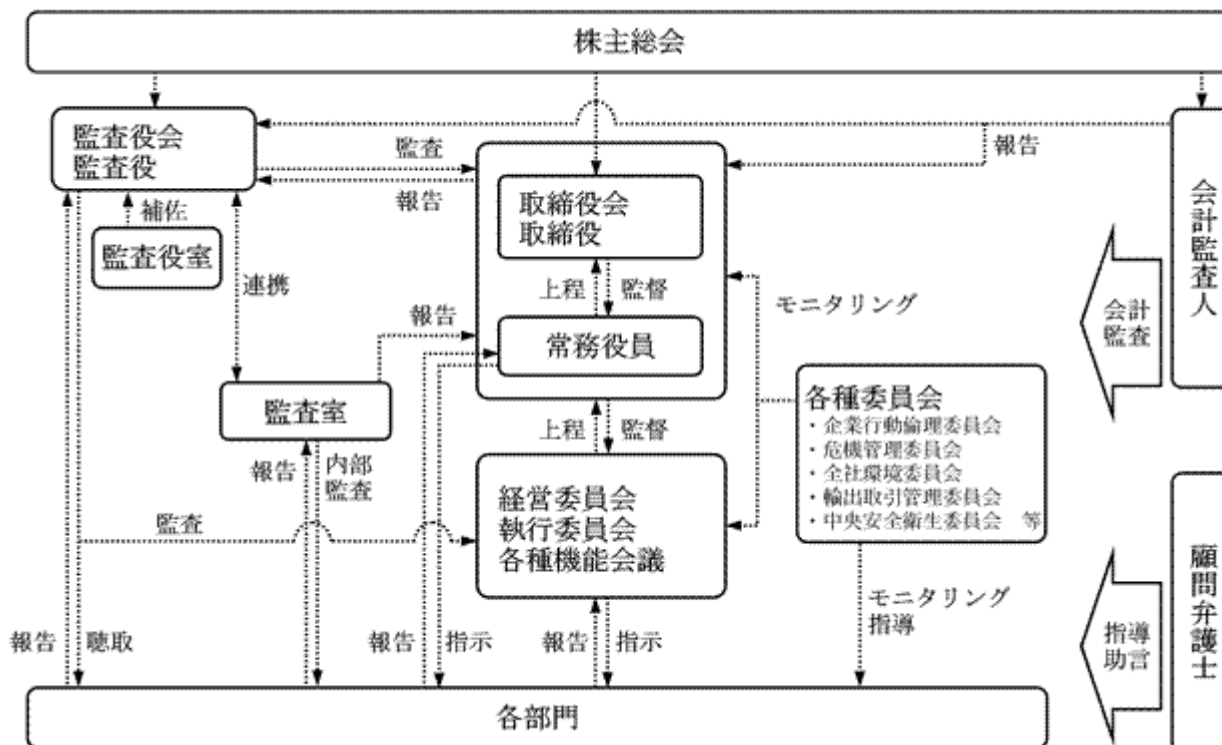 株主総会
監査役会
監査役
監査
報告
報告
補佐
監査役室
連携
取締役会
取締役
上程
監督
常務役員
報告
モニタリング
会計監査人
会計
監査
監査室
報告
内部
監査
上程
監督
各種委員会
・企業行動倫理委員会
・危機管理委員会
・全社環境委員会
・輸出取引管理委員会
・中央安全衛生委員会 等
監査
経営委員会
執行委員会
各種機能会議
顧問弁護士
指導
助言
モニタリング
指導
報告
聴取
報告
指示
報告
指示
各部門